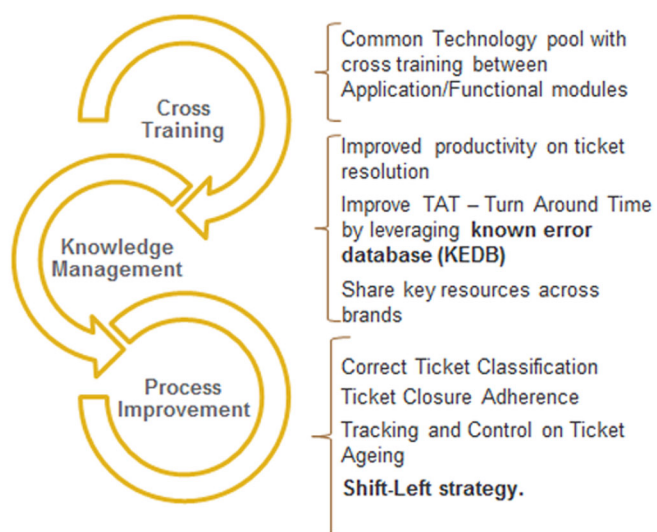 Cross
Training
Common Technology pool with
cross training between
Application/Functional modules
Knowledge
Management
Improved productivity on ticket
resolution
Improve TAT – Turn Around Time
by leveraging known error
database (KEDB)
Share key resources across
brands
Process
Improvement
Correct Ticket Classification
Ticket Closure Adherence
Tracking and Control on Ticket
Ageing
Shift-Left strategy.